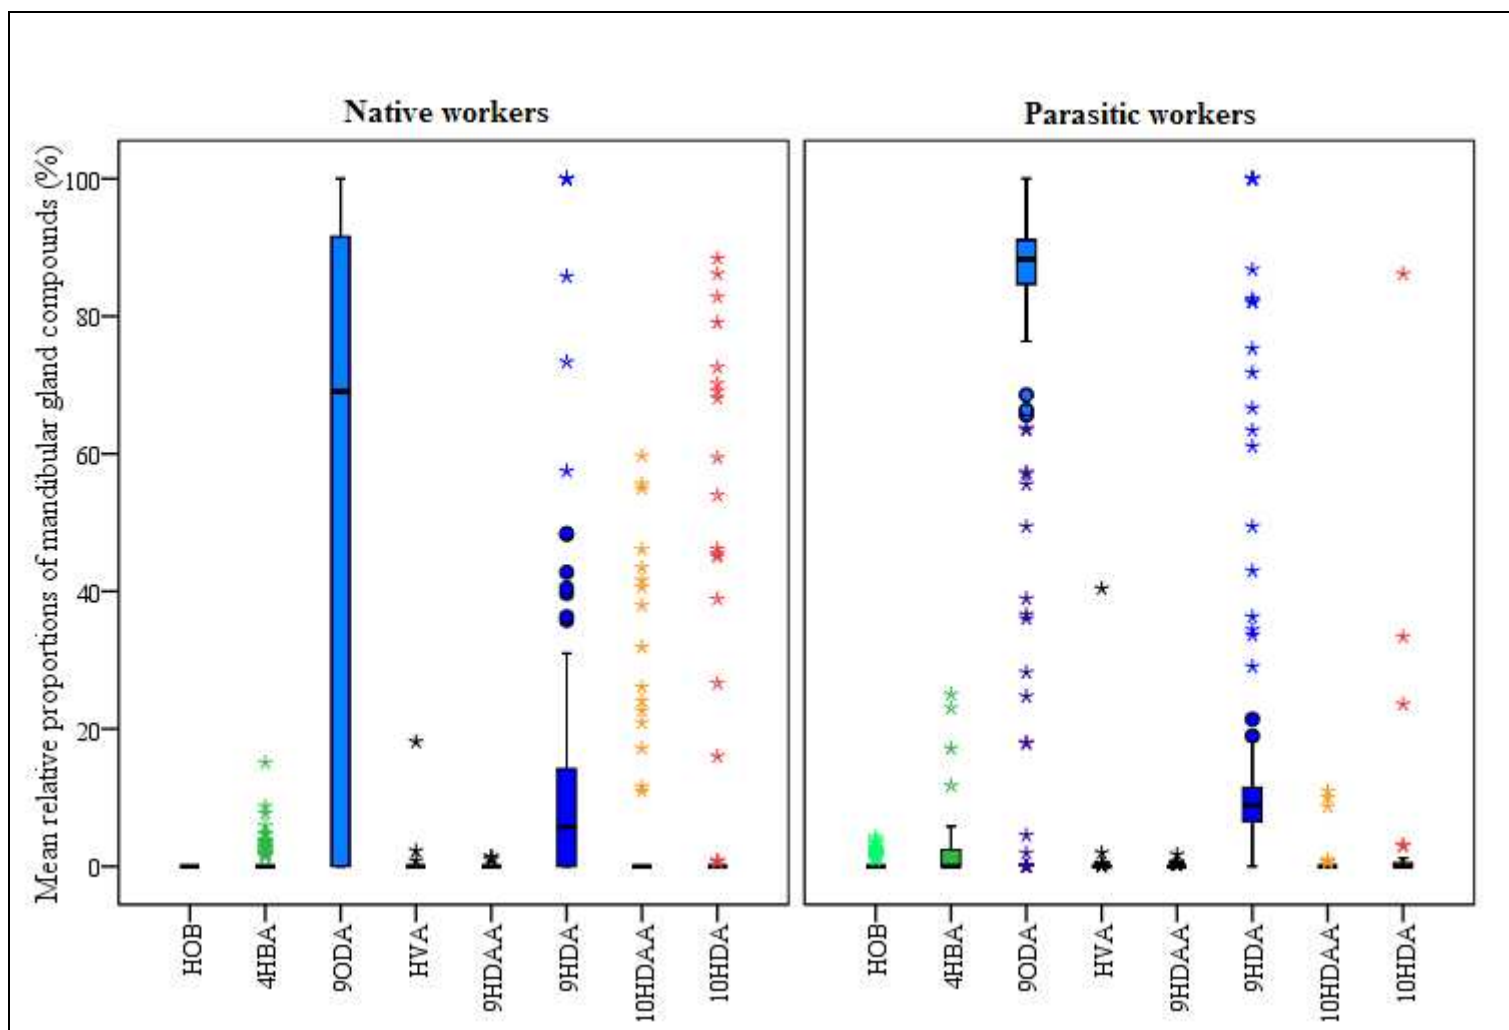 Native workers
Parasitic workers
Mean relative proportions of mandibular gland compounds (%)
100
80
60
40
20
0
HOB
4HBA
9ODA
HVA
9HDAA
9HDA
10HDAA
10HDA
HOB
4HBA
9ODA
HVA
9HDAA
9HDA
10HDAA
10HDA